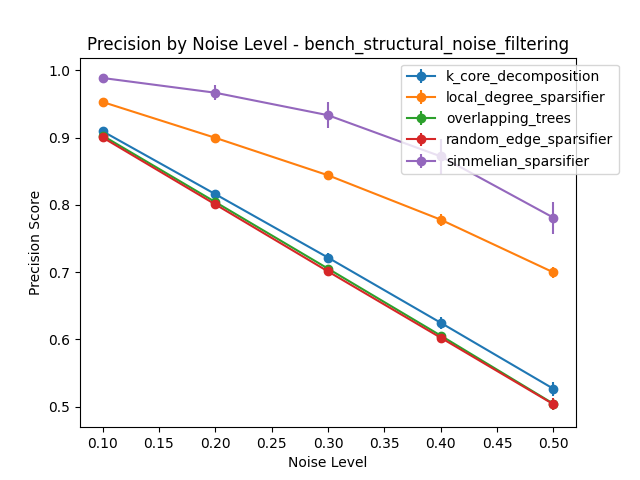 Precision by Noise Level - bench_structural_noise_filtering
k_core_decomposition
local_degree_sparsifier
overlapping_trees
random_edge_sparsifier
simmelian_sparsifier
Precision Score
1.0
0.9
0.8
0.7
0.6
0.5
0.10 0.15 0.20 0.25 0.30 0.35 0.40 0.45 0.50
Noise Level